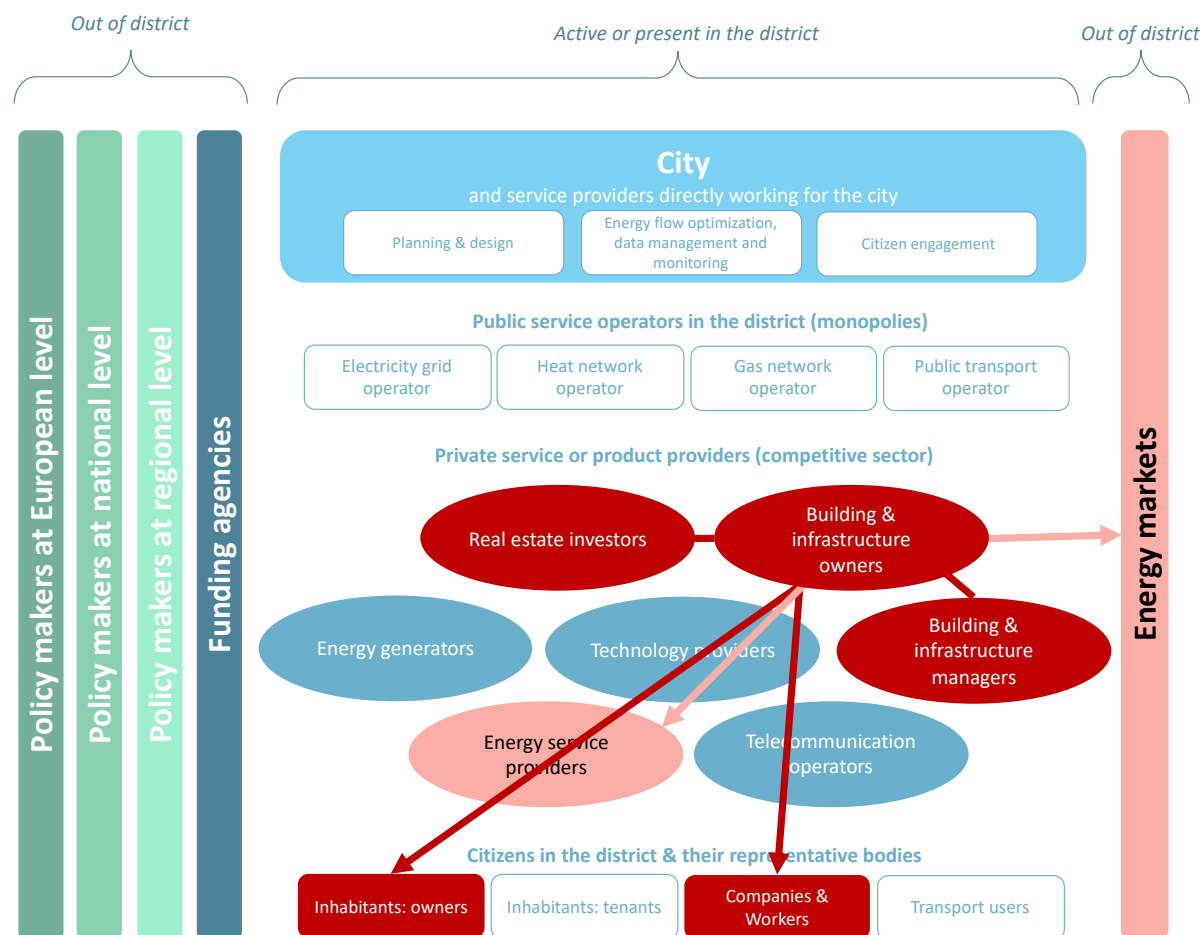 Out of district
Active or present in the district
Out of district
Policy makers at European level
Policy makers at national level
Policy makers at regional level
Funding agencies
City
and service providers directly working for the city
Planning & design
Energy flow optimization,
data management and
monitoring
Citizen engagement
Public service operators in the district (monopolies)
Electricity grid
operator
Heat network
operator
Gas network
operator
Public transport
operator
Private service or product providers (competitive sector)
Real estate investors
Building &
infrastructure
owners
Energy generators
Technology providers
Building &
infrastructure
managers
Energy service
providers
Telecommunication
operators
Citizens in the district & their representative bodies
Inhabitants: owners
Inhabitants: tenants
Companies &
Workers
Transport users
Energy markets